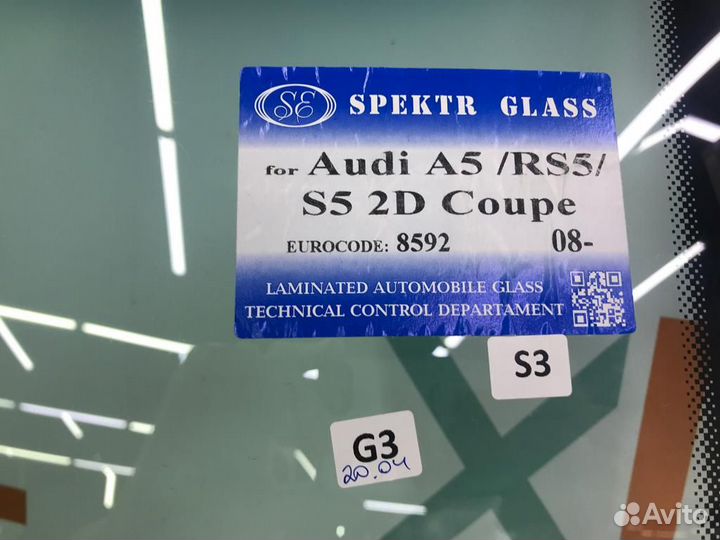 SE SPEKTR GLASS
for Audi A5 /RS5/
S5 2D Coupe
EUROCODE: 8592 08-
LAMINATED AUTOMOBILE GLASS
TECHNICAL CONTROL DEPARTAMENT
S3
G3
20.04
Avito